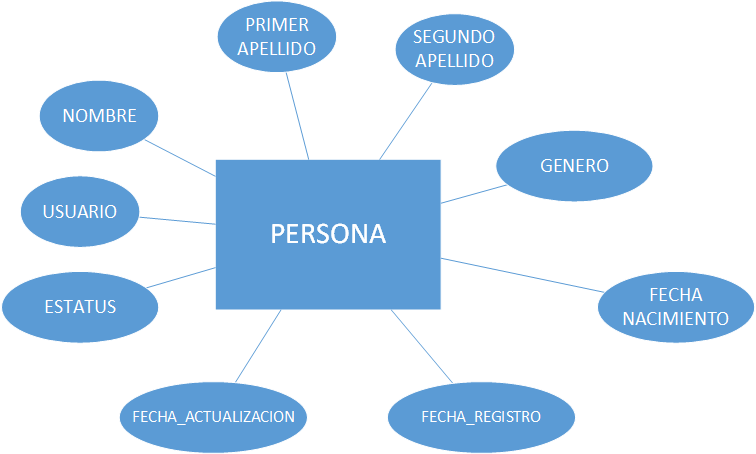 PRIMER
APELLIDO
SEGUNDO
APELLIDO
NOMBRE
GENERO
USUARIO
PERSONA
ESTATUS
FECHA
NACIMIENTO
FECHA_ACTUALIZACION
FECHA_REGISTRO